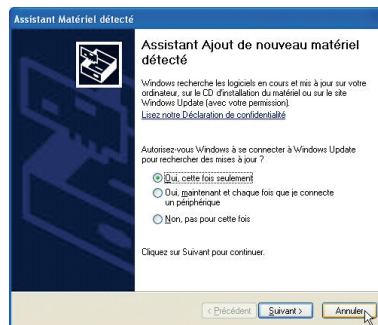 Assistant Matériel détecté
Assistant Ajout de nouveau matériel
détecté
Windows recherche les logiciels en cours et mis à jour sur votre
ordinateur, sur le CD d'installation du matériel ou sur le site
Windows Update (avec votre permission).
Lisez notre Déclaration de confidentialité
Autorisez-vous Windows à se connecter à Windows Update
pour rechercher des mises à jour ?
Oui, cette fois seulement
Oui, maintenant et chaque fois que je connecte
un périphérique
Non, pas pour cette fois
Cliquez sur Suivant pour continuer.
< Précédent
Suivant >
Annuler